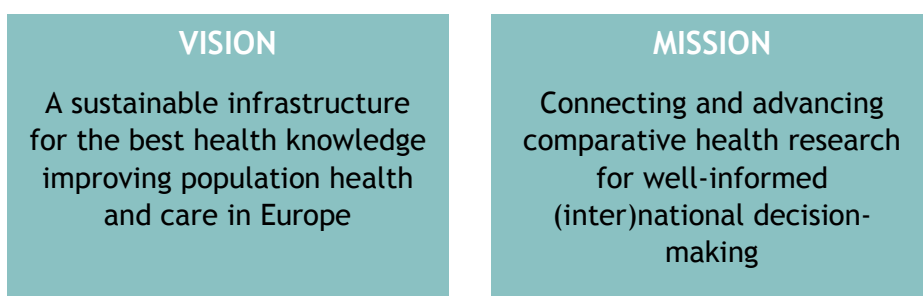 VISION
A sustainable infrastructure
for the best health knowledge
improving population health
and care in Europe
MISSION
Connecting and advancing
comparative health research
for well-informed
(inter)national decision-
making